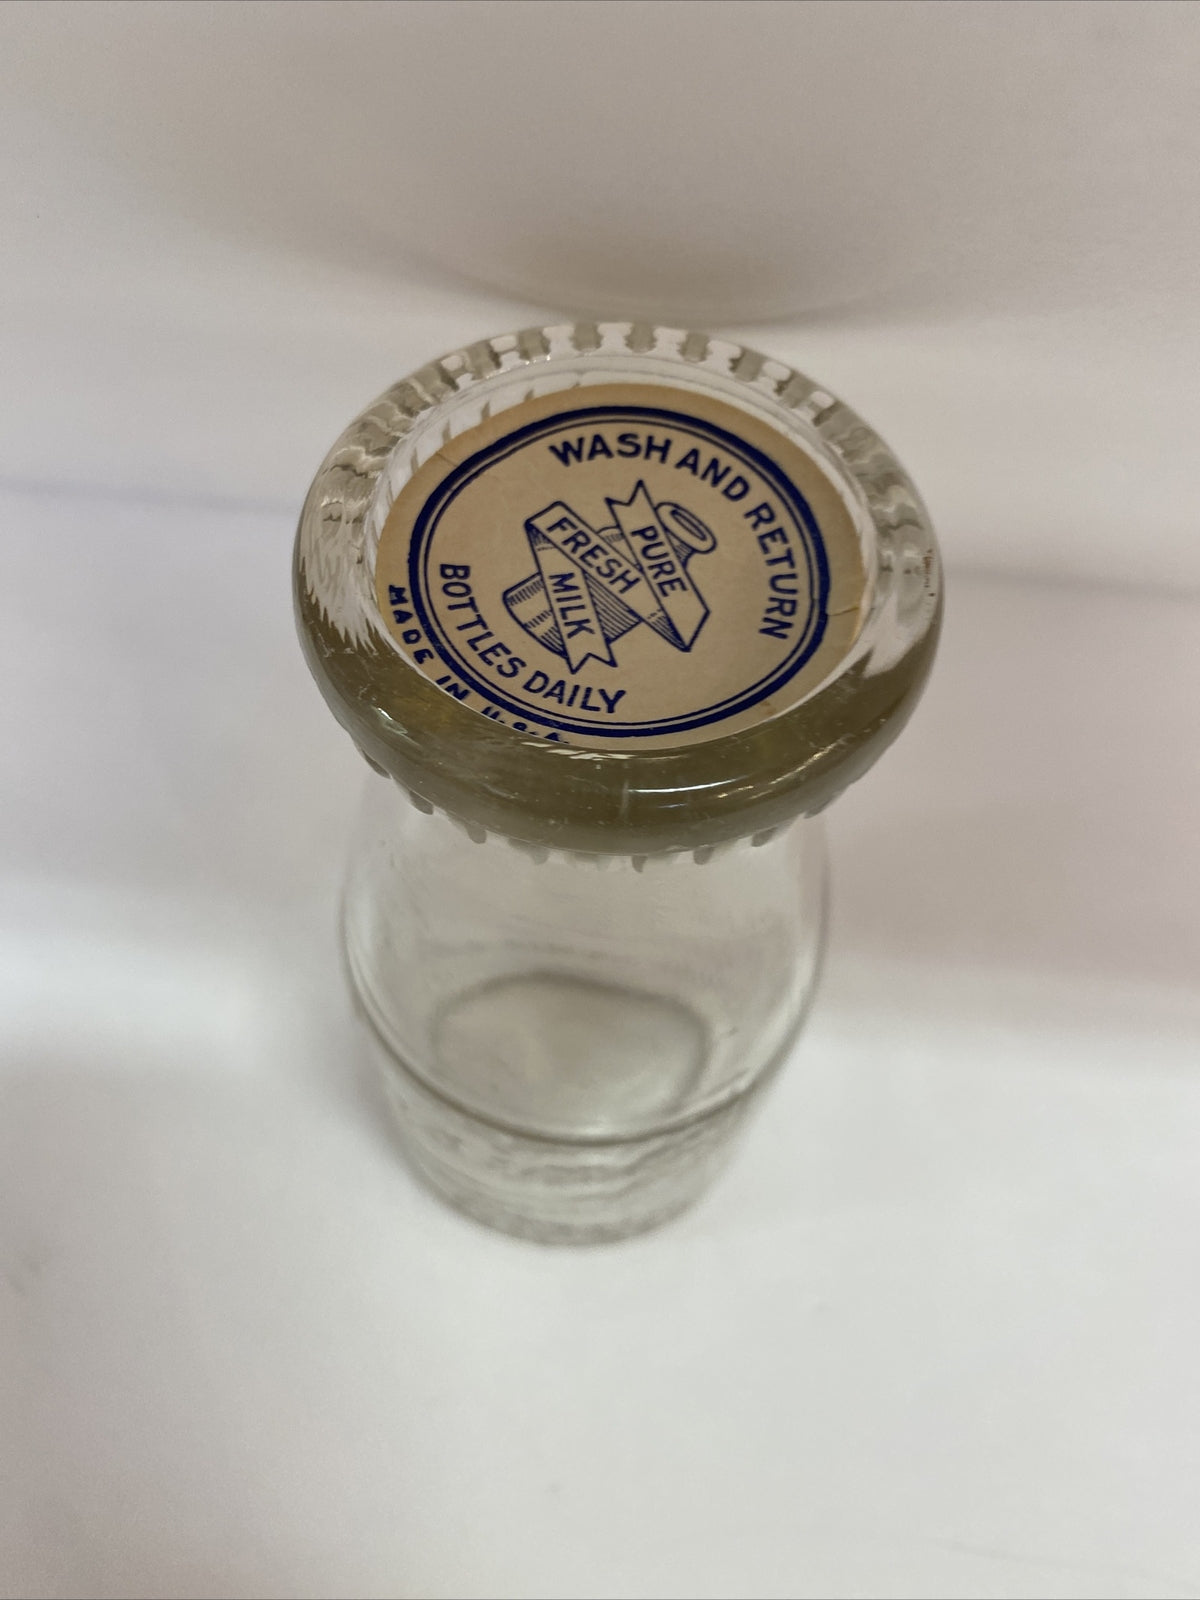 WASH AND RETURN
PURE
FRESH
MILK
BOTTLES DAILY
MADE IN U.S.A.